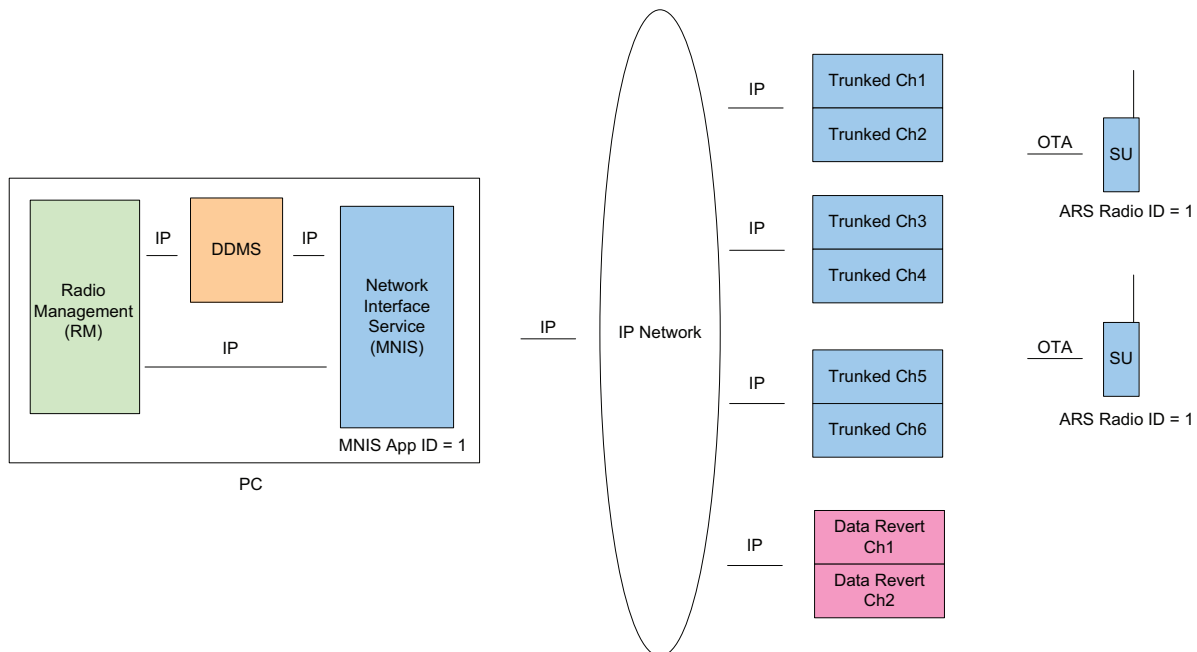 Radio
Management
(RM)
IP
DDMS
IP
IP
Network
Interface
Service
(MNIS)
MNIS App ID = 1
PC
IP
IP Network
IP
Trunked Ch1
Trunked Ch2
IP
Trunked Ch3
Trunked Ch4
IP
Trunked Ch5
Trunked Ch6
IP
Data Revert
Ch1
Data Revert
Ch2
OTA
SU
ARS Radio ID = 1
OTA
SU
ARS Radio ID = 1